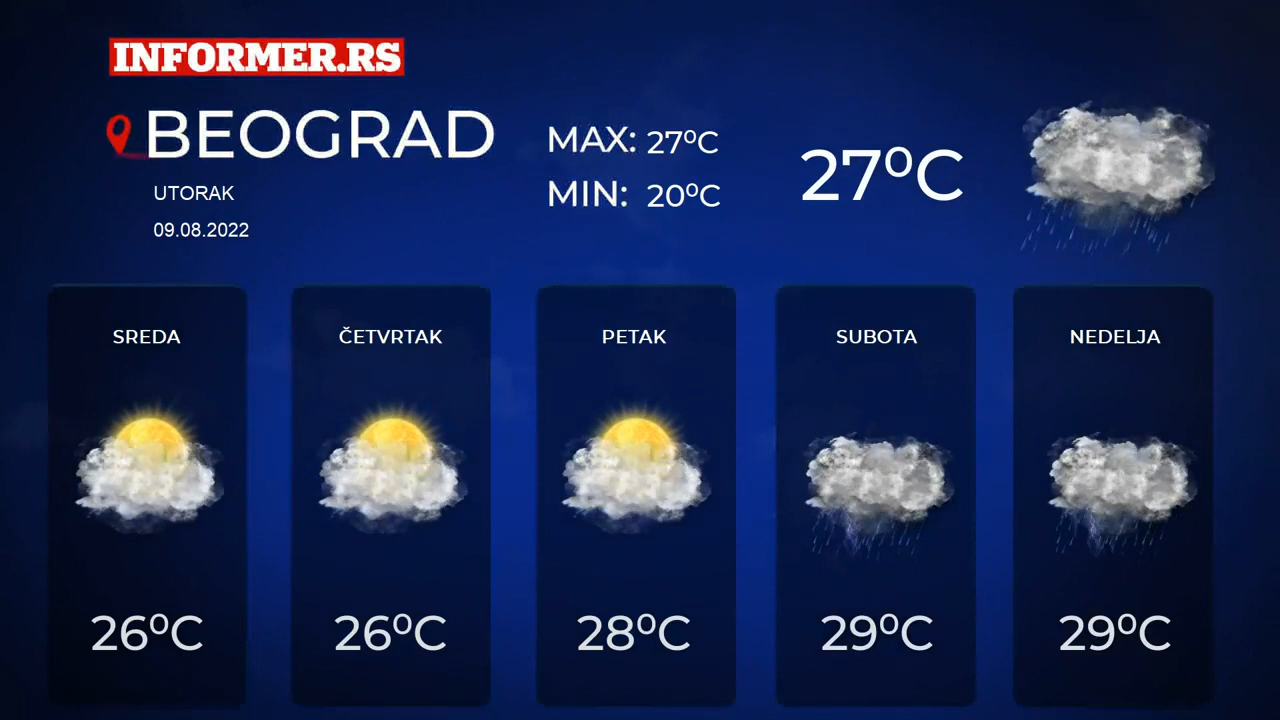 INFORMER.RS
BEOGRAD
UTORAK
09.08.2022
MAX: 27ºC
MIN: 20ºC
27ºC
SREDA
26ºC
ČETVRTAK
26ºC
PETAK
28ºC
SUBOTA
29ºC
NEDELJA
29ºC